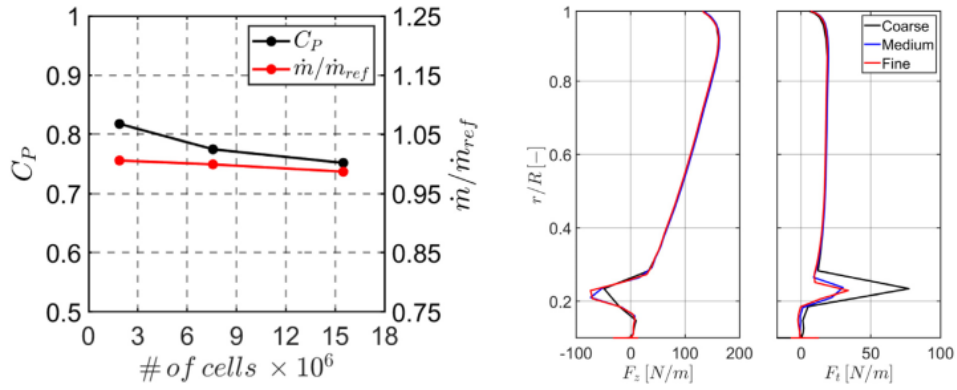 1
0.9
0.8
0.7
0.6
0.5
C_P
1.25
1.15
1.05
0.95
0.85
0.75
ṁ/ṁ_ref
C_P
ṁ/ṁ_ref
0 3 6 9 12 15 18
# of cells × 10^6
1
0.8
0.6
0.4
0.2
r/R [−]
-100 0 100 200
F_z [N/m]
Coarse
Medium
Fine
0 50 100
F_t [N/m]